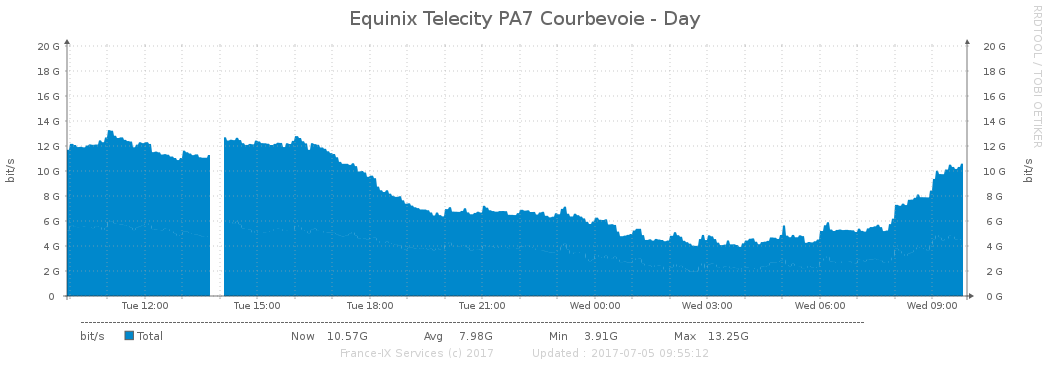 Equinix Telecity PA7 Courbevoie - Day
RRDTOOL / TOBI OETIKER
20 G 20 G
18 G 18 G
16 G 16 G
14 G 14 G
12 G 12 G
10 G 10 G
8 G 8 G
6 G 6 G
4 G 4 G
2 G 2 G
0 0 G
bit/s bit/s
Tue 12:00 Tue 15:00 Tue 18:00 Tue 21:00 Wed 00:00 Wed 03:00 Wed 06:00 Wed 09:00
bit/s Total Now 10.57G Avg 7.98G Min 3.91G Max 13.25G
France-IX Services (c) 2017 Updated : 2017-07-05 09:55:12